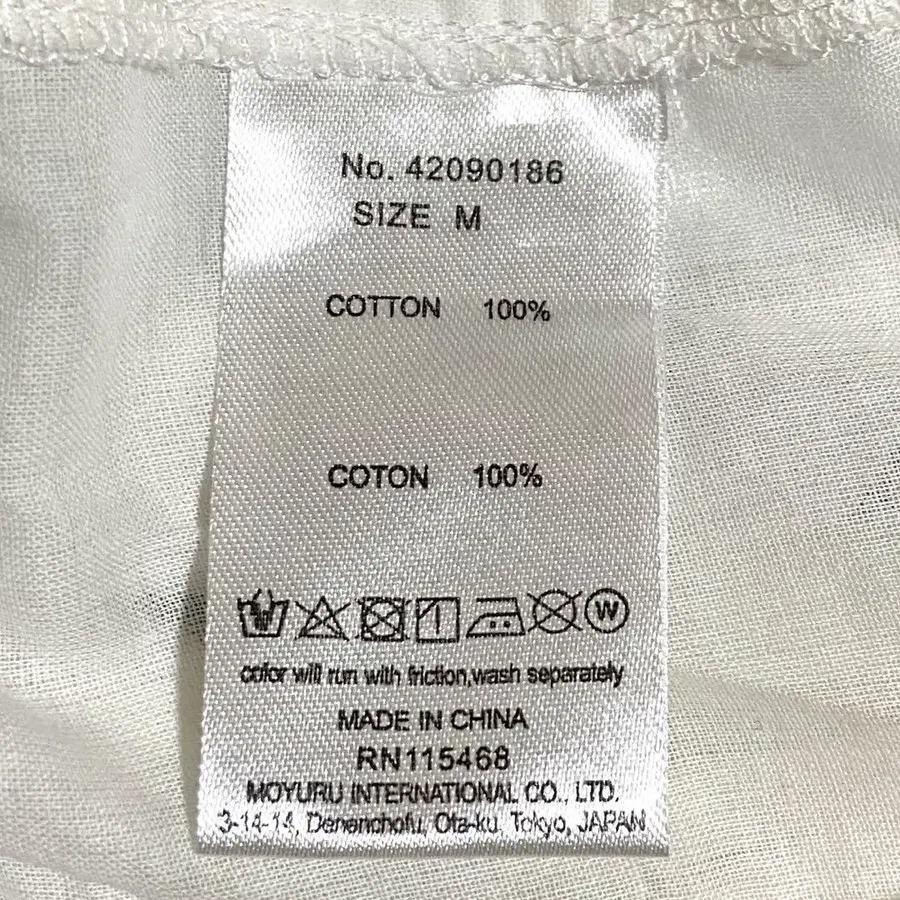 No. 42090186
SIZE M
COTTON 100%
COTON 100%
W
color will run with friction,wash separately
MADE IN CHINA
RN115468
MOYURU INTERNATIONAL CO., LTD.
3-14-14, Denenchofu, Ota-ku, Tokyo, JAPAN